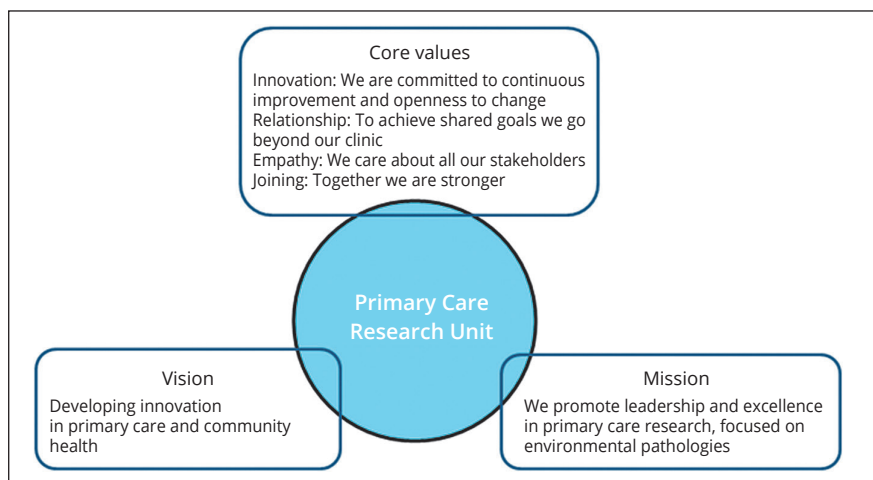 Core values
Innovation: We are committed to continuous
improvement and openness to change
Relationship: To achieve shared goals we go
beyond our clinic
Empathy: We care about all our stakeholders
Joining: Together we are stronger
Primary Care
Research Unit
Vision
Developing innovation
in primary care and community
health
Mission
We promote leadership and excellence
in primary care research, focused on
environmental pathologies